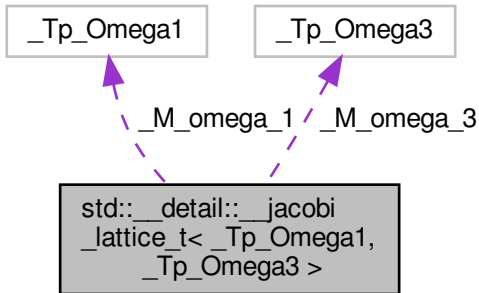 _Tp_Omega1
_Tp_Omega3
_M_omega_1
_M_omega_3
std::__detail::__jacobi
_lattice_t< _Tp_Omega1,
_Tp_Omega3 >